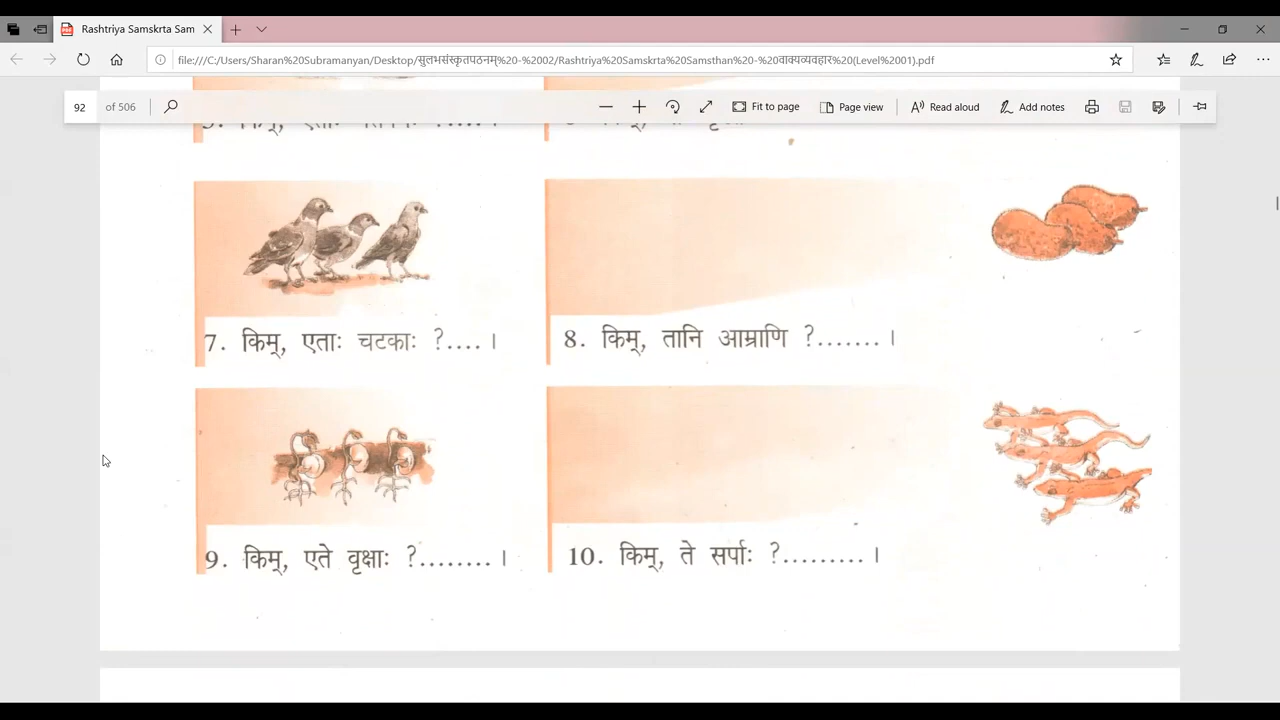 Rashtriya Samskrta Sam
file:///C:/Users/Sharan%20Subramanyan/Desktop/सुलभसंस्कृतपठनम्%20-%2002/Rashtriya%20Samskrta%20Samsthan%20-%20वाक्यव्यवहारः%20(Level%2001).pdf
92 of 506 Fit to page Page view Read aloud Add notes
7. किम्, एताः चटकाः ?.... ।
8. किम्, तानि आम्राणि ?....... ।
9. किम्, एते वृक्षाः ?........ ।
10. किम्, ते सर्पाः ?......... ।